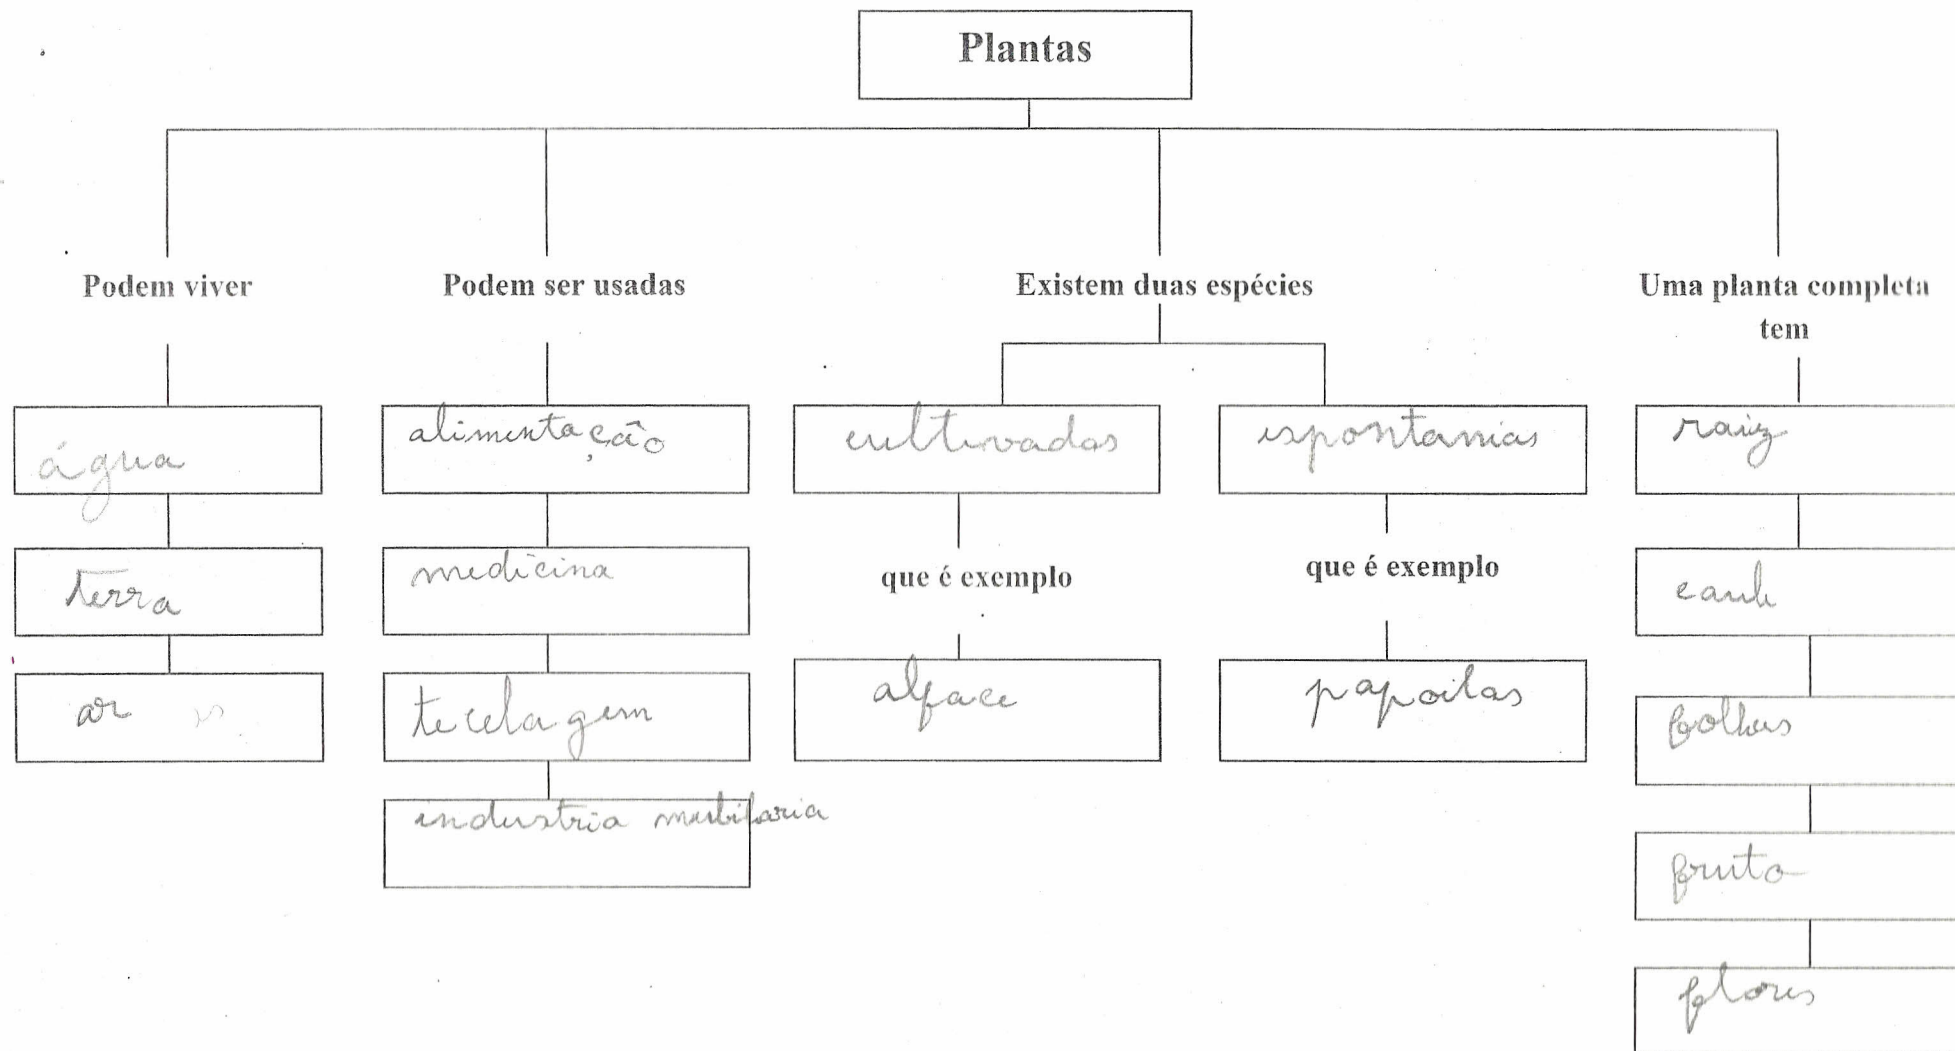 Plantas
Podem viver
Podem ser usadas
Existem duas espécies
Uma planta completa
tem
água
alimentação
cultivadas
espontanias
raiz
terra
medicina
que é exemplo
que é exemplo
caule
ar
tecelagem
alface
papoilas
folhas
industria
fruto
flores